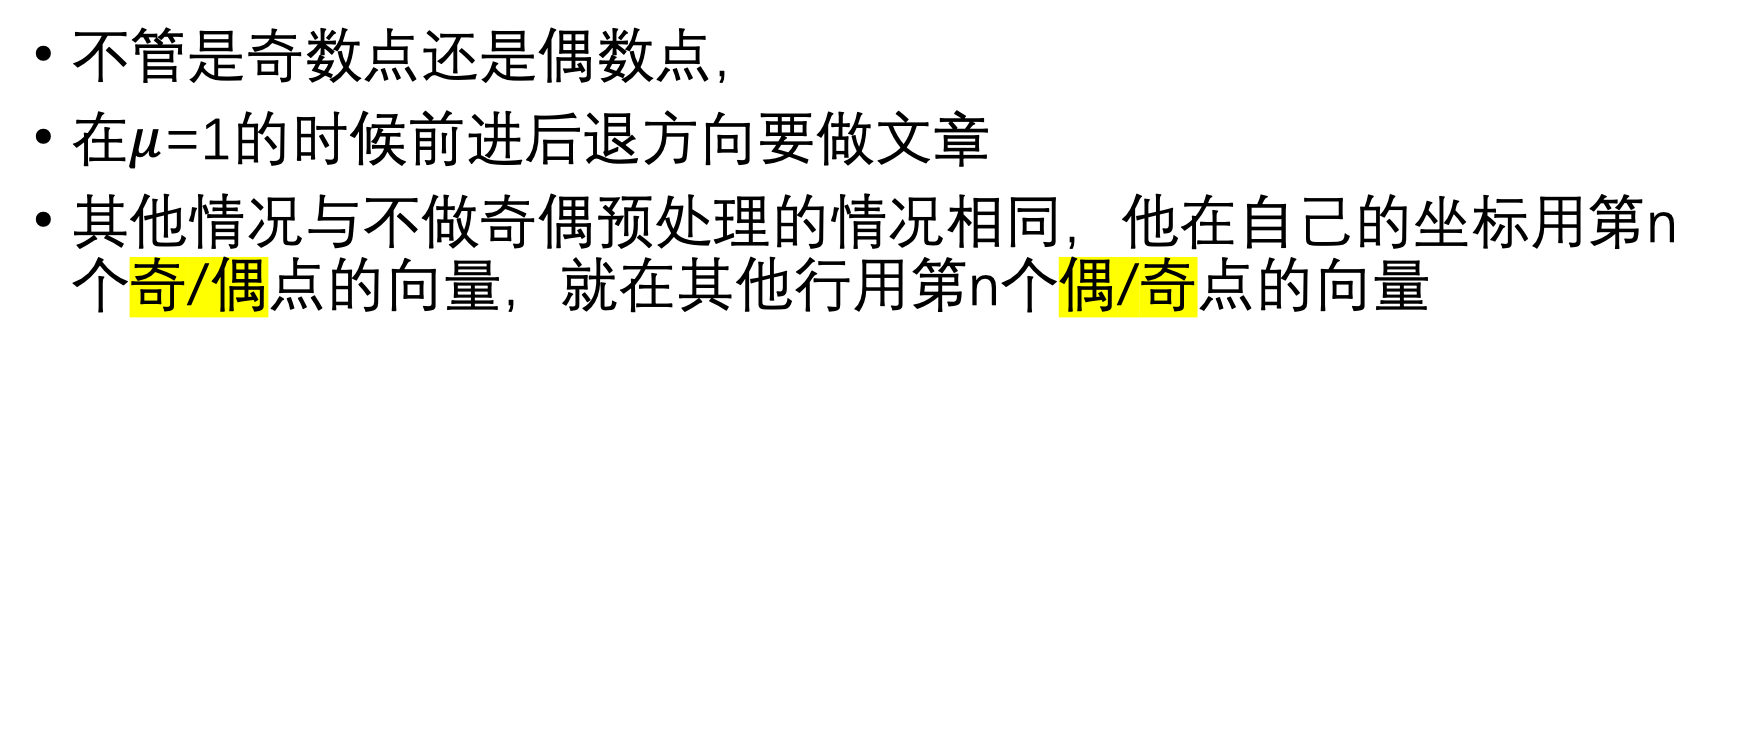 • 不管是奇数点还是偶数点，
• 在μ=1的时候前进后退方向要做文章
• 其他情况与不做奇偶预处理的情况相同，他在自己的坐标用第n
个奇/偶点的向量，就在其他行用第n个偶/奇点的向量